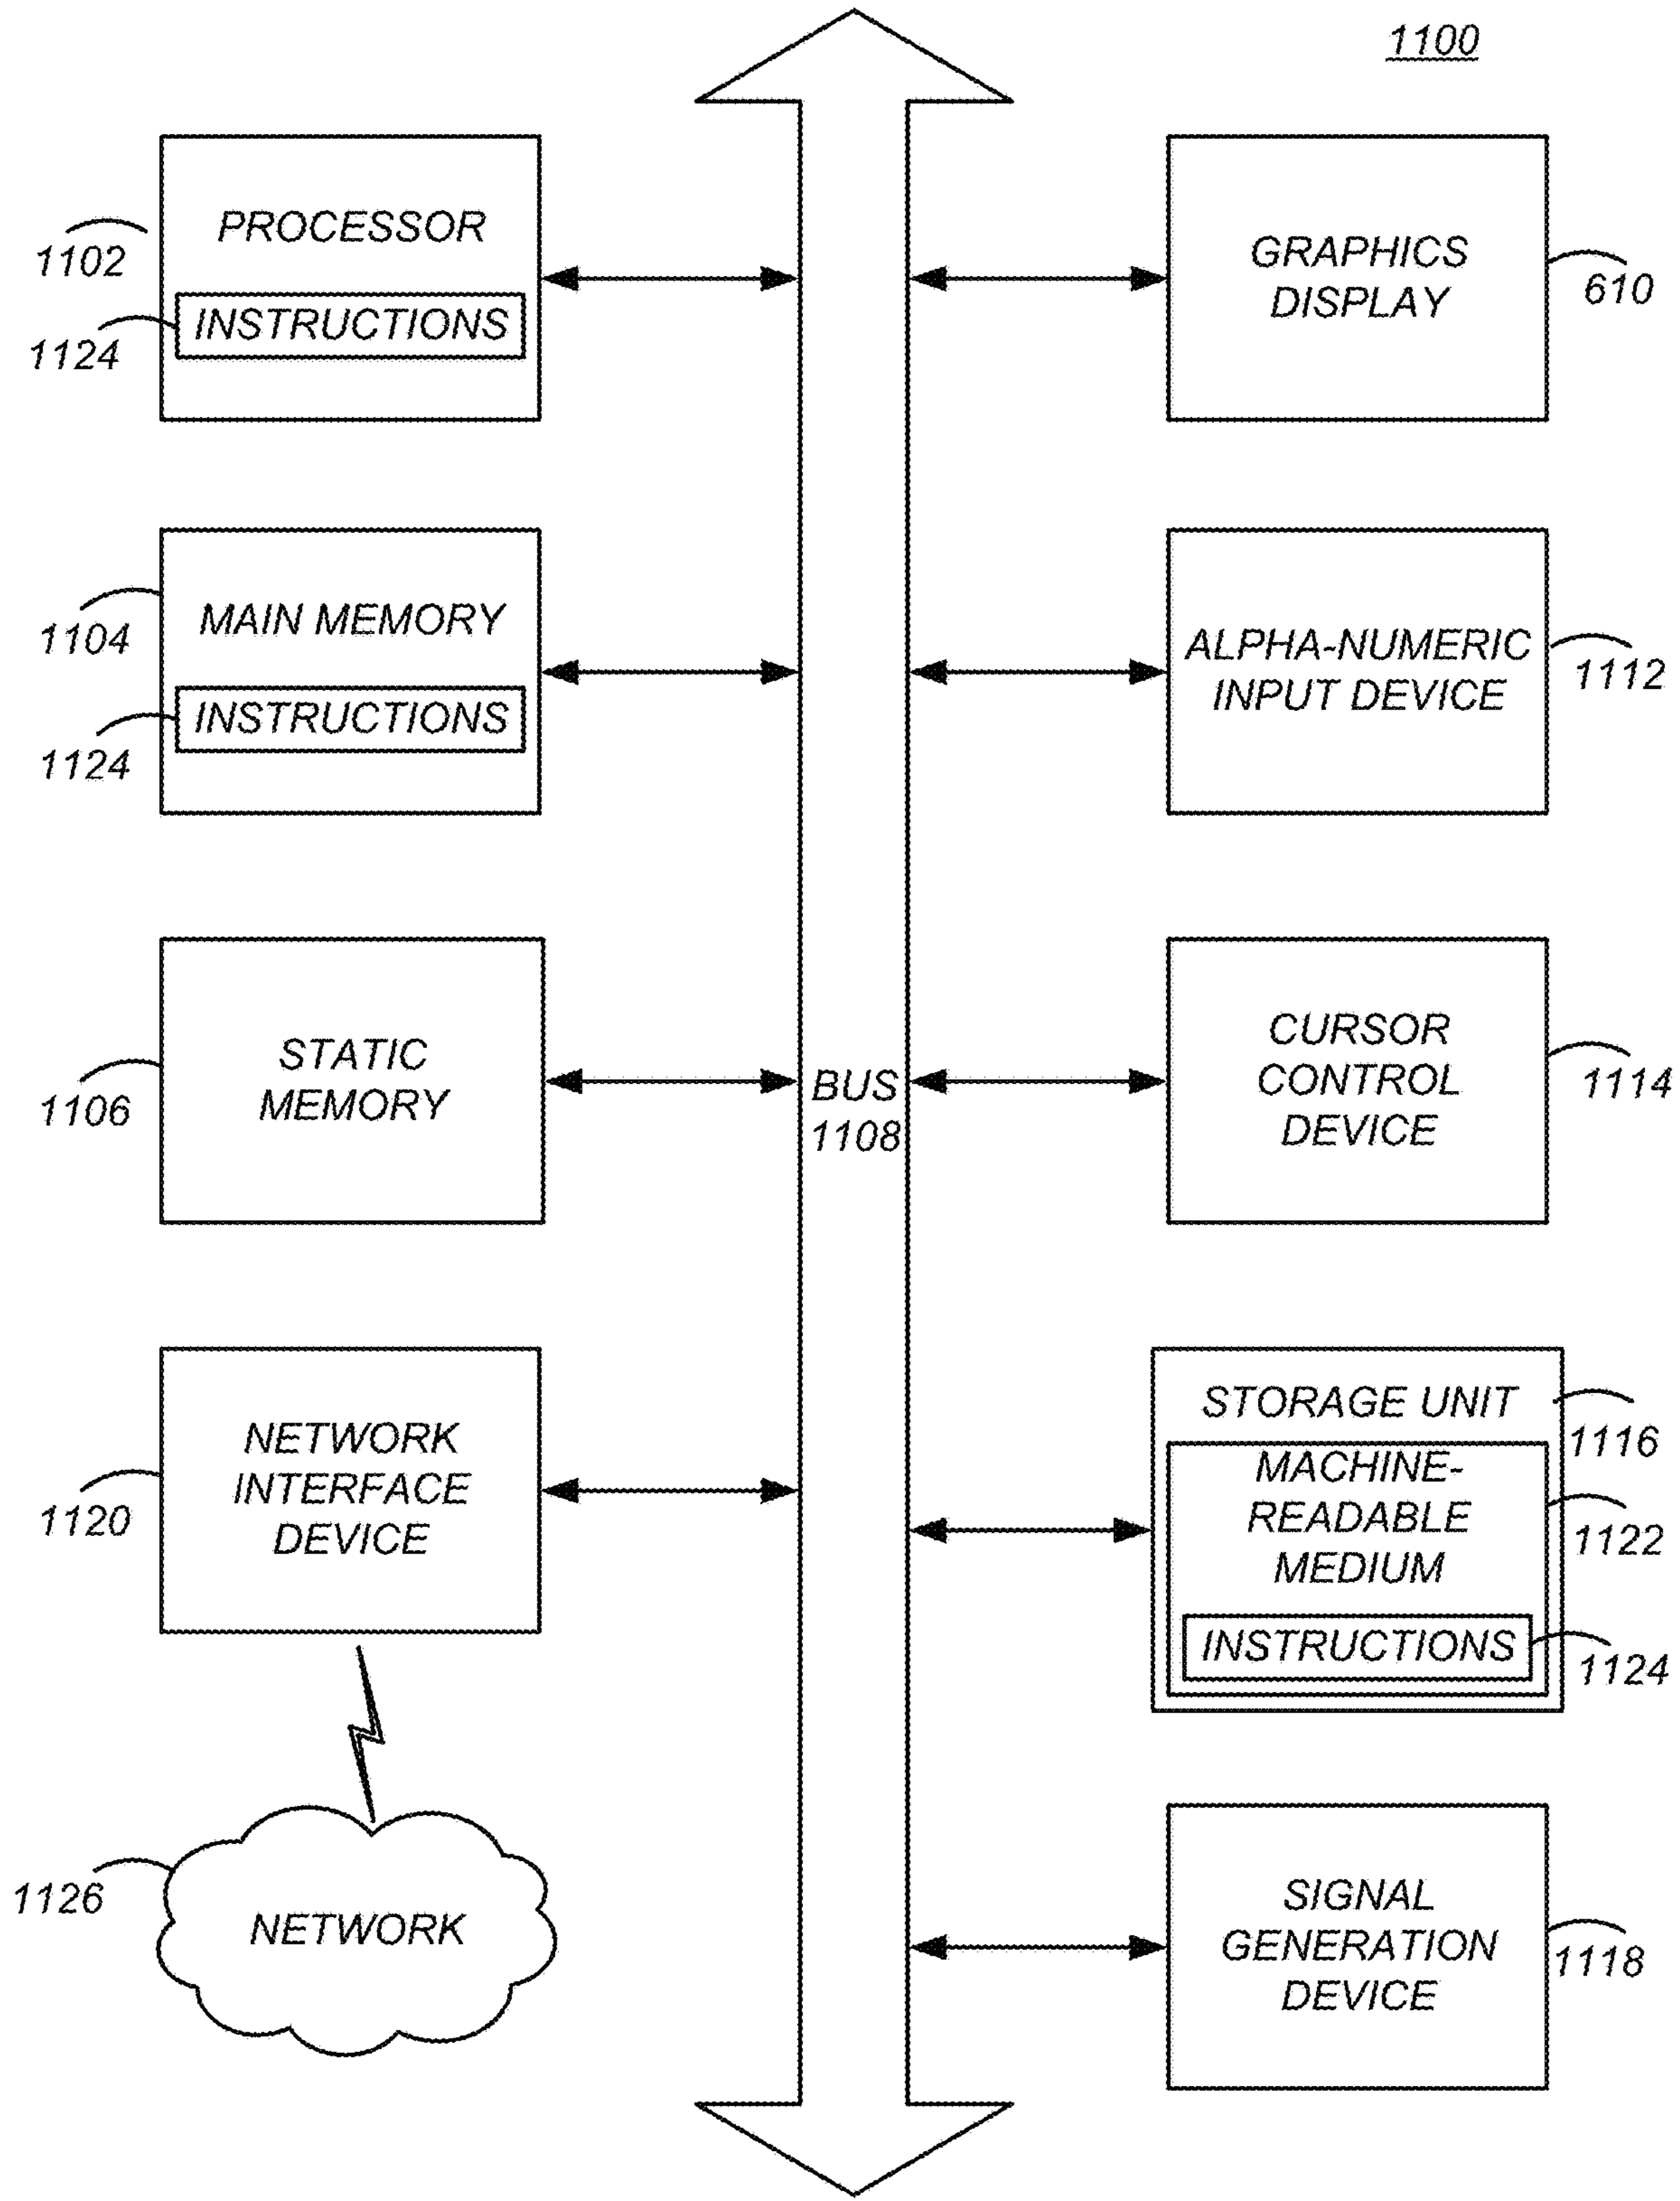 1100
PROCESSOR
1102
INSTRUCTIONS
1124
GRAPHICS
DISPLAY
610
MAIN MEMORY
1104
INSTRUCTIONS
1124
ALPHA-NUMERIC
INPUT DEVICE
1112
STATIC
MEMORY
1106
BUS
1108
CURSOR
CONTROL
DEVICE
1114
NETWORK
INTERFACE
DEVICE
1120
STORAGE UNIT
1116
MACHINE-
READABLE
MEDIUM
1122
INSTRUCTIONS
1124
1126
NETWORK
SIGNAL
GENERATION
DEVICE
1118